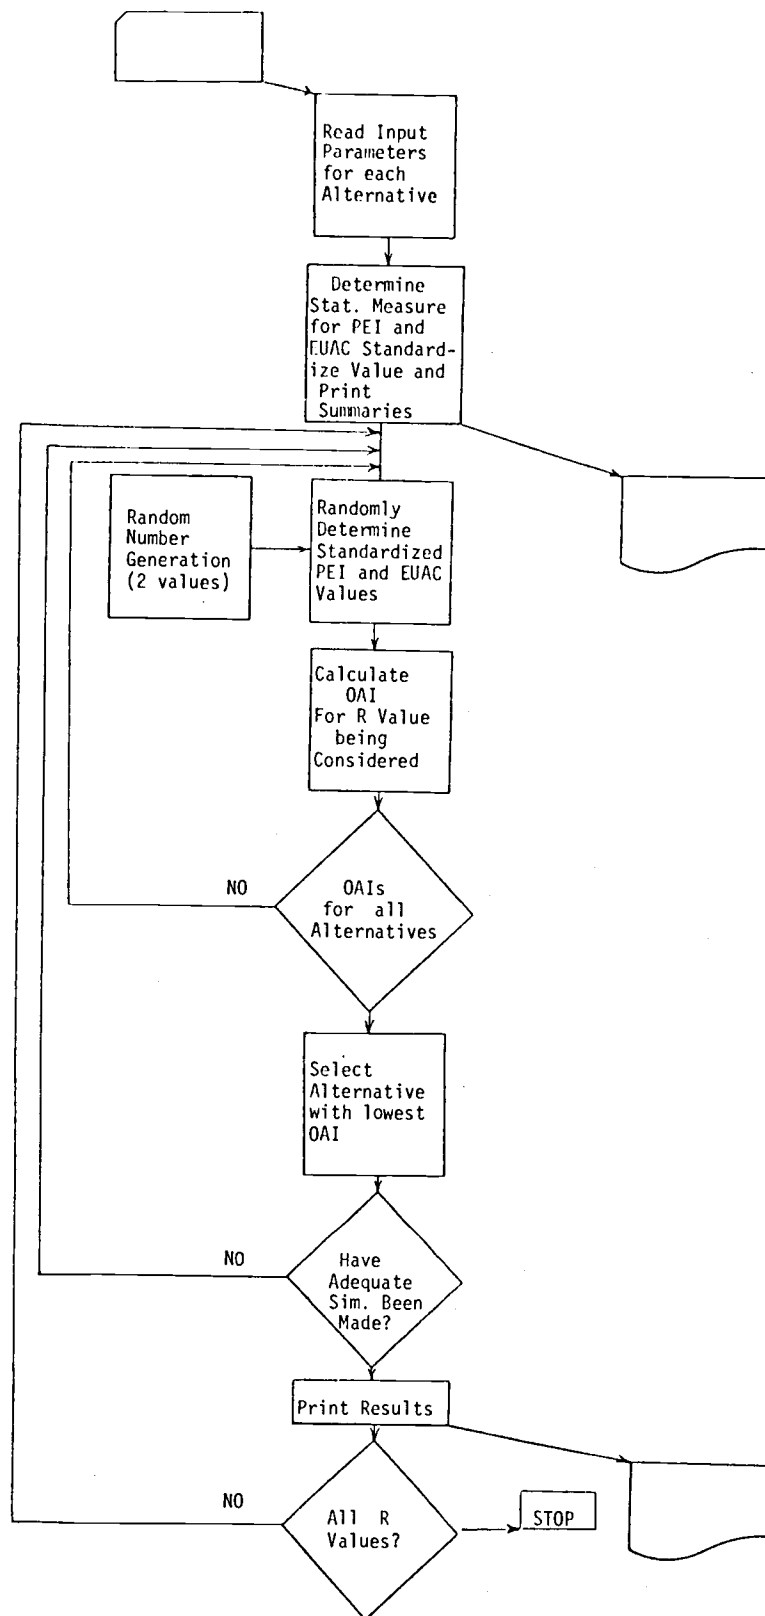 Read Input
Parameters
for each
Alternative
Determine
Stat. Measure
for PEI and
EUAC Standard-
ize Value and
Print
Summaries
Random
Number
Generation
(2 values)
Randomly
Determine
Standardized
PEI and EUAC
Values
Calculate
OAI
For R Value
being
Considered
NO
OAIs
for all
Alternatives
Select
Alternative
with lowest
OAI
NO
Have
Adequate
Sim. Been
Made?
Print Results
NO
All R
Values?
STOP